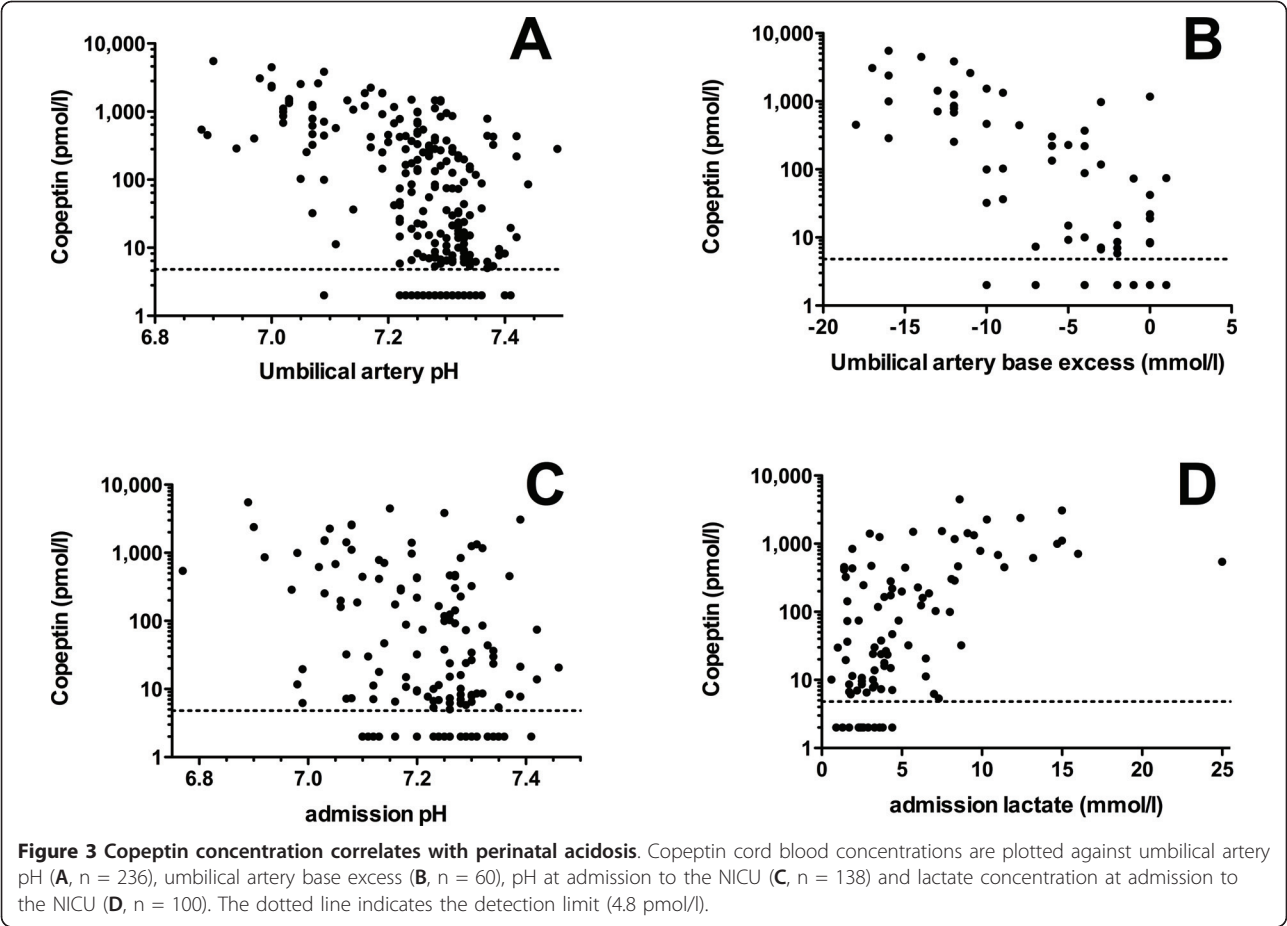 A
10,000
1,000
100
10
1
Copeptin (pmol/l)
6.8 7.0 7.2 7.4
Umbilical artery pH
B
10,000
1,000
100
10
1
Copeptin (pmol/l)
-20 -15 -10 -5 0 5
Umbilical artery base excess (mmol/l)
C
10,000
1,000
100
10
1
Copeptin (pmol/l)
6.8 7.0 7.2 7.4
admission pH
D
10,000
1,000
100
10
1
Copeptin (pmol/l)
0 5 10 15 20 25
admission lactate (mmol/l)
Figure 3 Copeptin concentration correlates with perinatal acidosis. Copeptin cord blood concentrations are plotted against umbilical artery
pH (A, n = 236), umbilical artery base excess (B, n = 60), pH at admission to the NICU (C, n = 138) and lactate concentration at admission to
the NICU (D, n = 100). The dotted line indicates the detection limit (4.8 pmol/l).